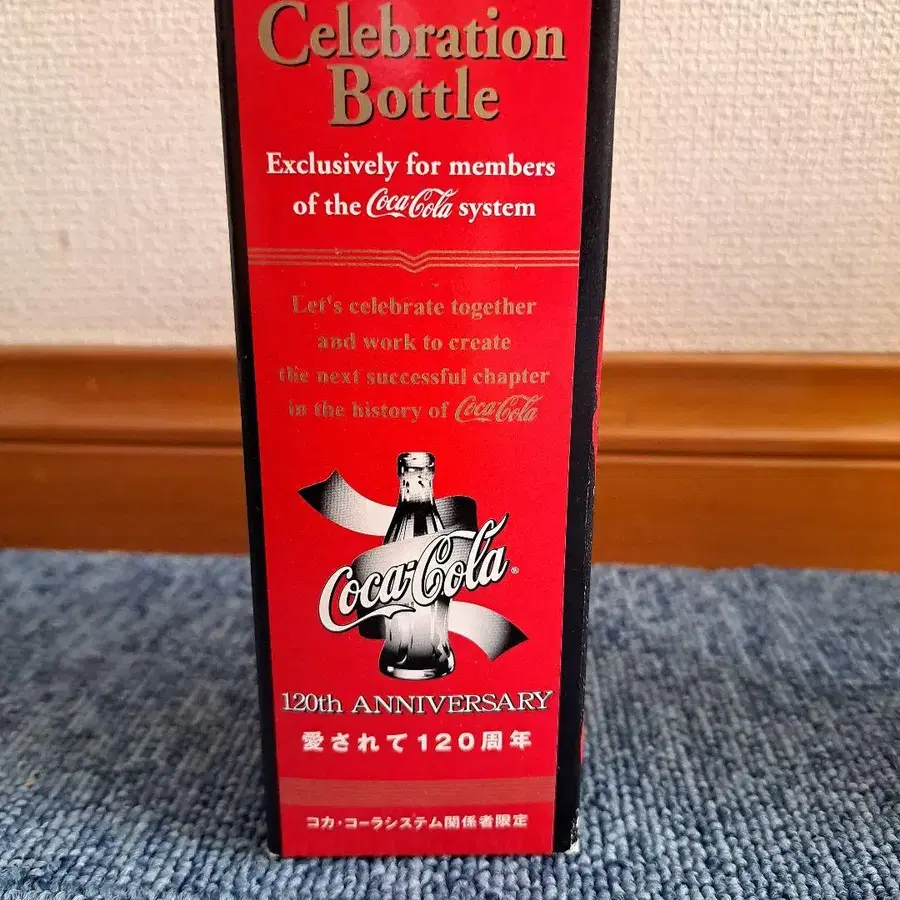 Celebration
Bottle
Exclusively for members
of the Coca-Cola system
Let's celebrate together
and work to create
the next successful chapter
in the history of Coca-Cola
Coca-Cola®
120th ANNIVERSARY
愛されて120周年
コカ・コーラシステム関係者限定